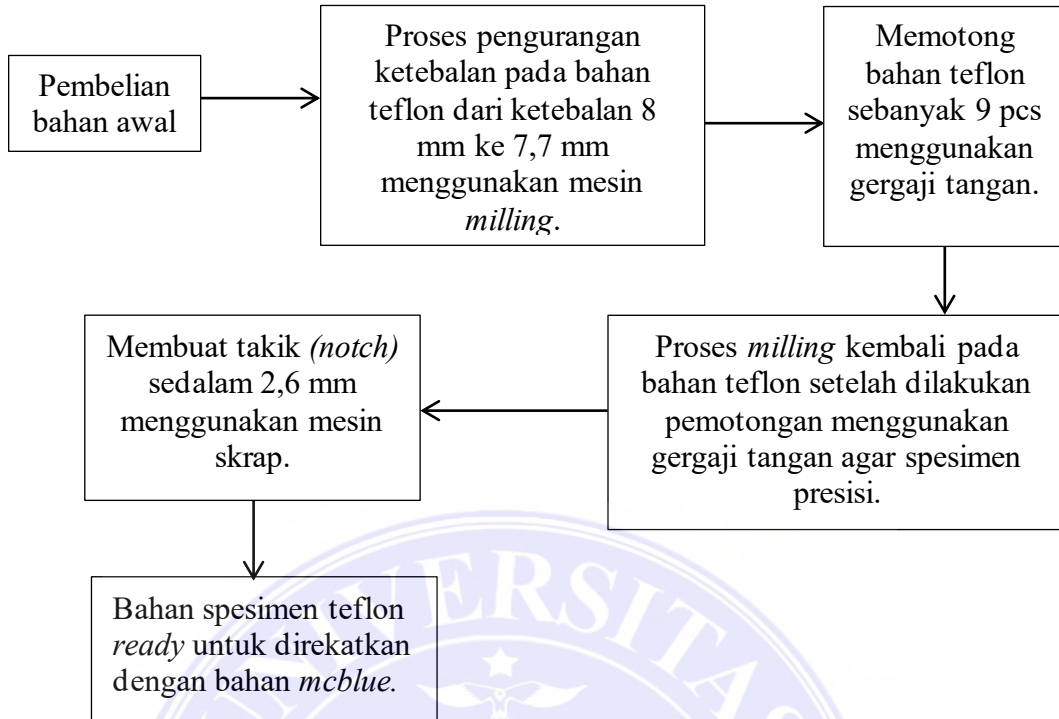 Pembelian
bahan awal
Proses pengurangan
ketebalan pada bahan
teflon dari ketebalan 8
mm ke 7,7 mm
menggunakan mesin
milling.
Memotong
bahan teflon
sebanyak 9 pcs
menggunakan
gergaji tangan.
Proses milling kembali pada
bahan teflon setelah dilakukan
pemotongan menggunakan
gergaji tangan agar spesimen
presisi.
Membuat takik (notch)
sedalam 2,6 mm
menggunakan mesin
skrap.
Bahan spesimen teflon
ready untuk direkatkan
dengan bahan mcblue.